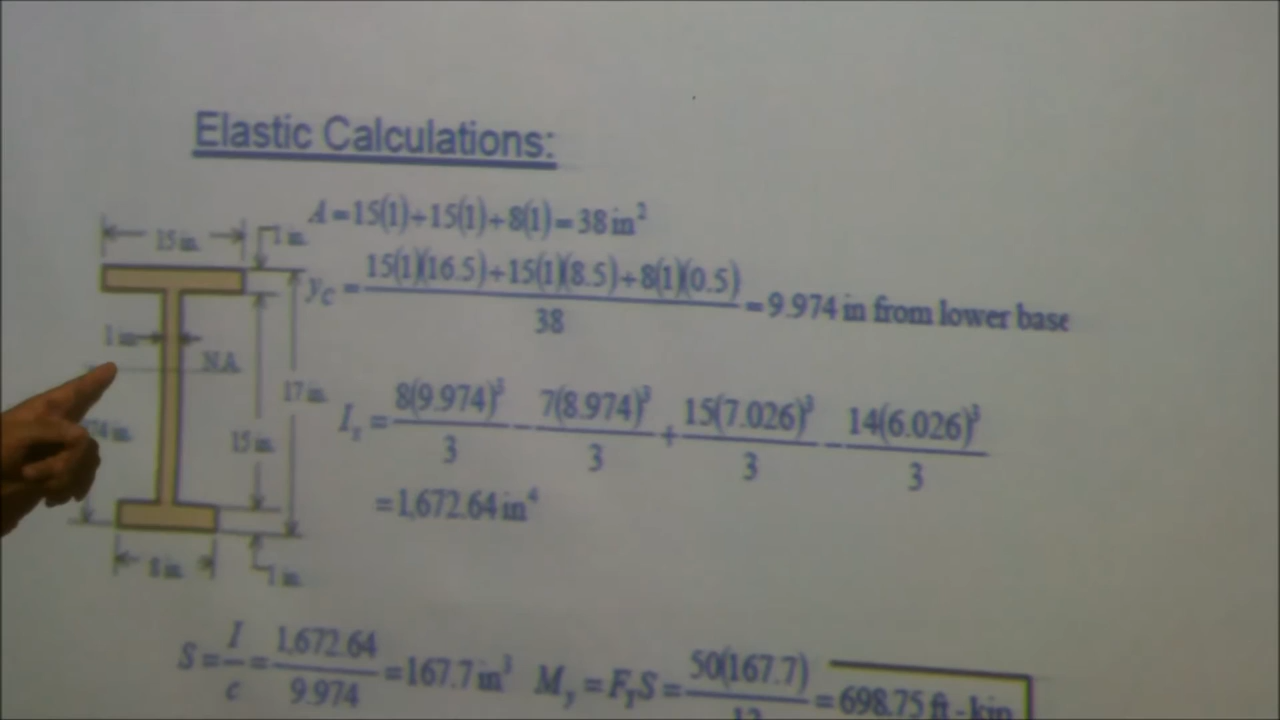 Elastic Calculations:
A = 15(1)+15(1)+8(1) = 38 in²
y_C = 15(1)(16.5)+15(1)(8.5)+8(1)(0.5) / 38 = 9.974 in from lower base
I_x = 8(9.974)³ / 3 − 7(8.974)³ / 3 + 15(7.026)³ / 3 − 14(6.026)³ / 3
= 1,672.64 in⁴
15 in.
1 in.
1 in
N.A.
17 in.
15 in.
8 in.
1 in.
S = I / c = 1,672.64 / 9.974 = 167.7 in³ M_y = F_y S = 50(167.7) / 12 = 698.75 ft - kip